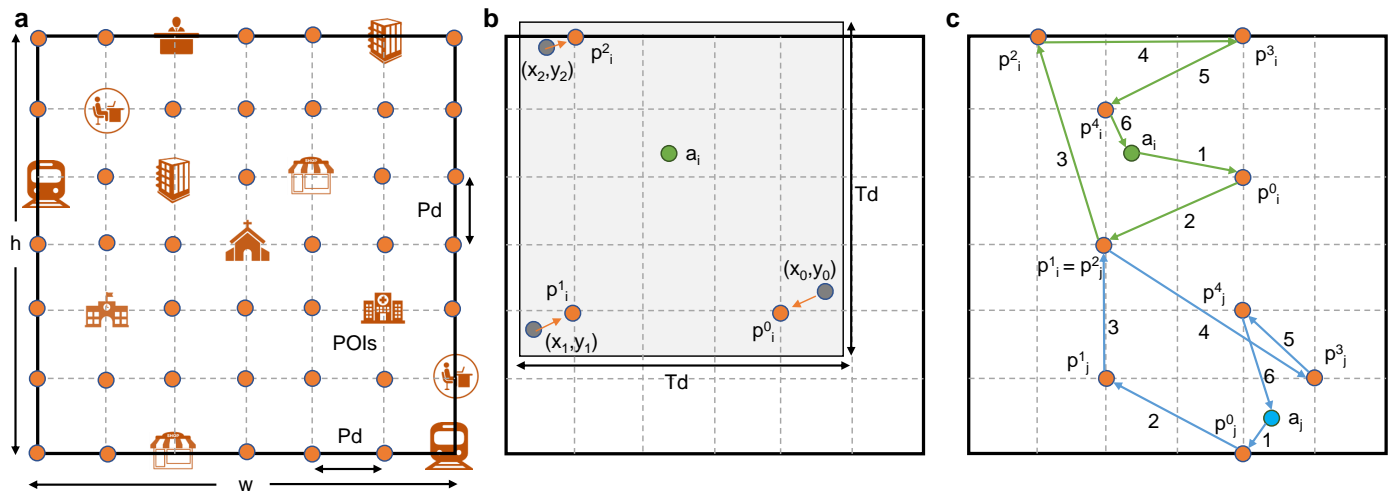 a
SHOP
Pd
h
POIs
Pd
SHOP
w
b
(x2,y2)
p2i
ai
Td
(x0,y0)
p1i
(x1,y1)
p0i
Td
c
p2i
4
p3i
5
p4i
6
ai
1
3
p0i
2
p1i = p2j
p4j
3
4
5
p3j
p1j
6
2
p0j
aj
1